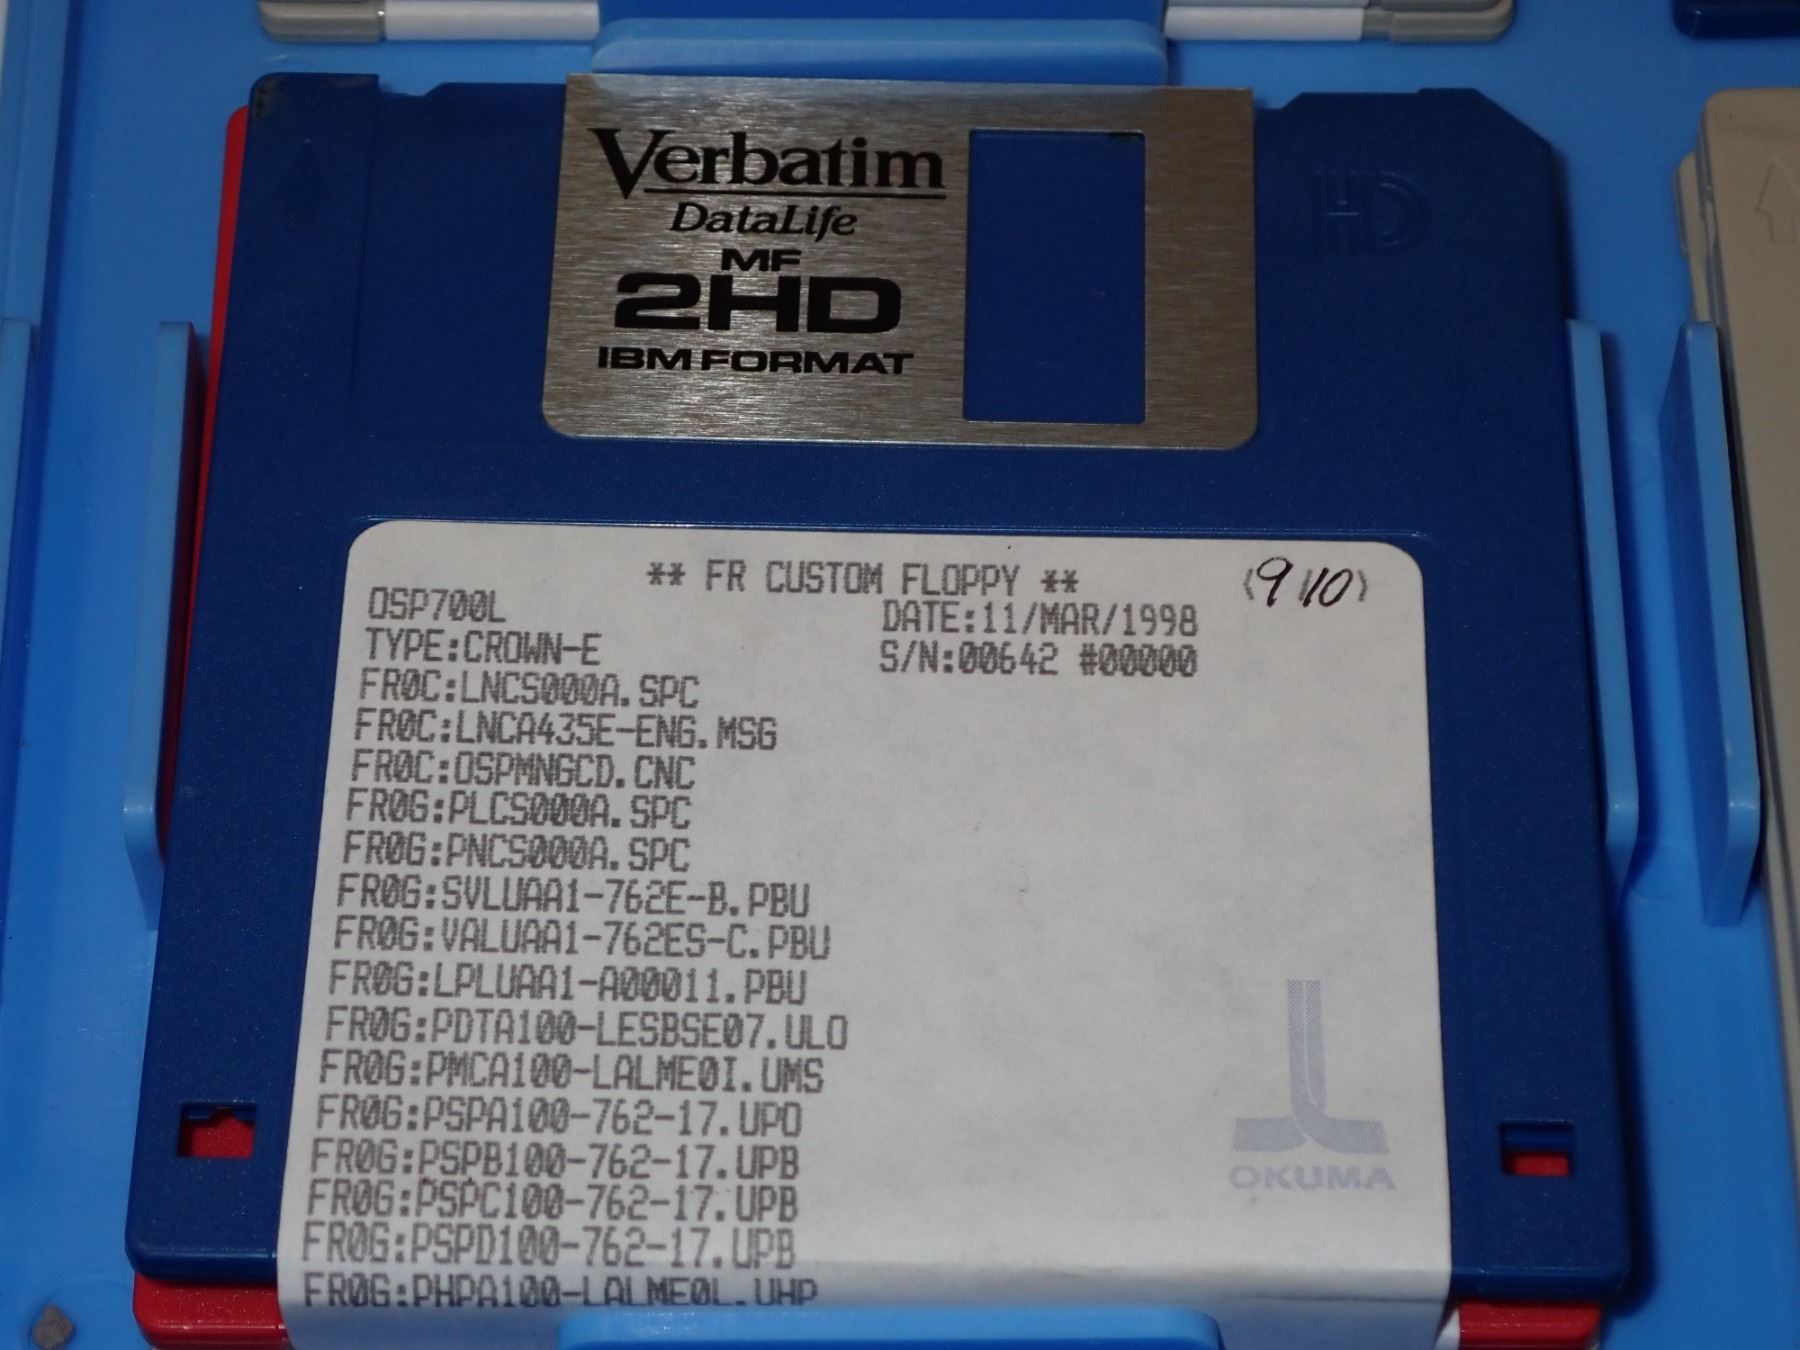 Verbatim
DataLife
MF
2HD
IBM FORMAT
HD
** FR CUSTOM FLOPPY **
(9/10)
OSP700L
DATE:11/MAR/1998
TYPE:CROWN-E
S/N:00642 #00000
FR0C:LNCS000A.SPC
FR0C:LNCA435E-ENG.MSG
FR0C:OSPMNGCD.CNC
FR0G:PLCS000A.SPC
FR0G:PNCS000A.SPC
FR0G:SVLUAA1-762E-B.PBU
FR0G:VALUAA1-762ES-C.PBU
FR0G:LPLUAA1-A00011.PBU
FR0G:PDTA100-LESBSE07.ULO
FR0G:PMCA100-LALME0I.UMS
FR0G:PSPA100-762-17.UPO
FR0G:PSPB100-762-17.UPB
FR0G:PSPC100-762-17.UPB
FR0G:PSPD100-762-17.UPB
FR0G:PHPA100-LALME0L.UHP
OKUMA